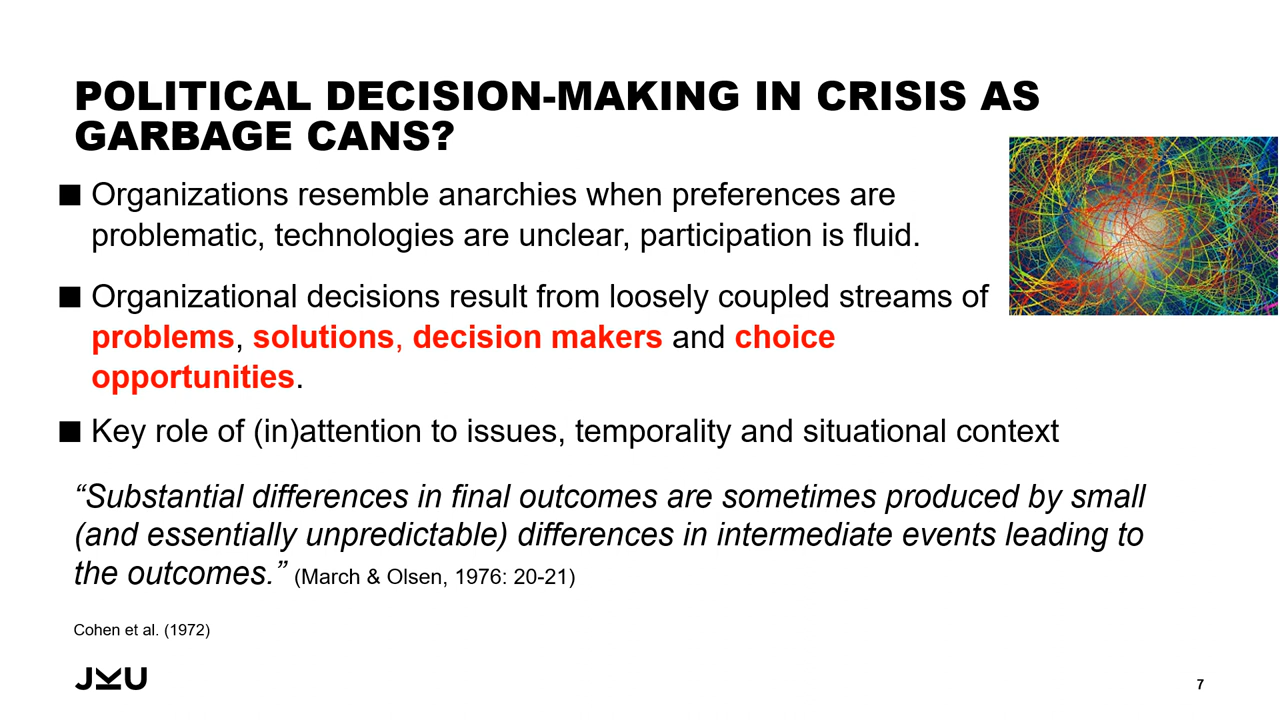 POLITICAL DECISION-MAKING IN CRISIS AS
GARBAGE CANS?
Organizations resemble anarchies when preferences are
problematic, technologies are unclear, participation is fluid.
Organizational decisions result from loosely coupled streams of
problems, solutions, decision makers and choice
opportunities.
Key role of (in)attention to issues, temporality and situational context
“Substantial differences in final outcomes are sometimes produced by small
(and essentially unpredictable) differences in intermediate events leading to
the outcomes.” (March & Olsen, 1976: 20-21)
Cohen et al. (1972)
JKU
7